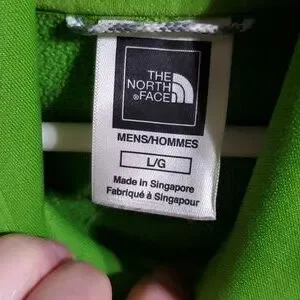 THE
NORTH
FACE
MENS/HOMMES
L/G
Made in Singapore
Fabriqué à Singapour